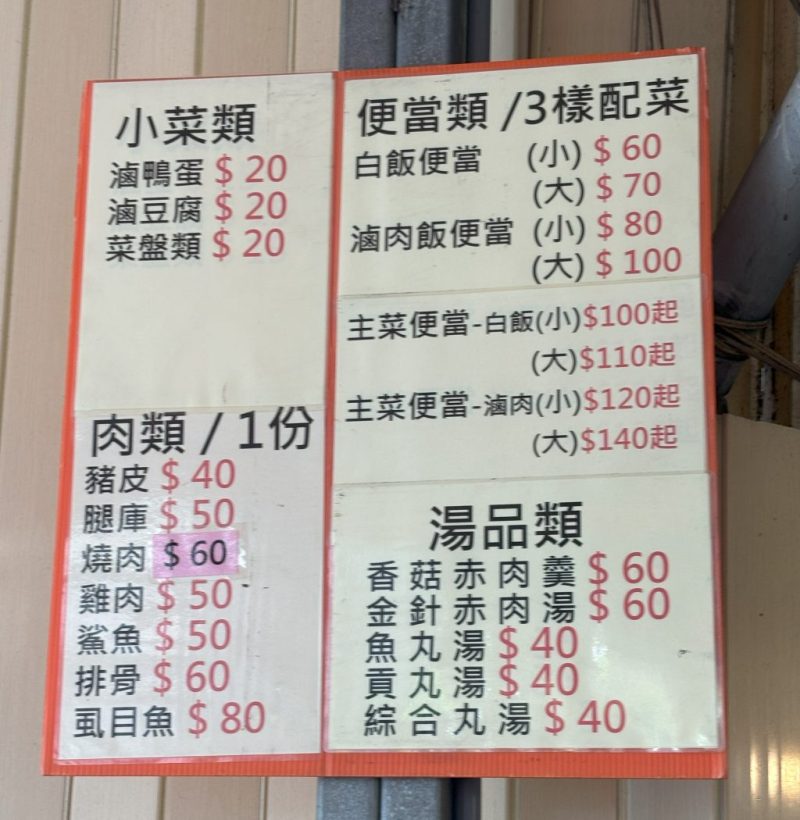 小菜類
滷鴨蛋 $ 20
滷豆腐 $ 20
菜盤類 $ 20
肉類 / 1份
豬皮 $ 40
腿庫 $ 50
燒肉 $ 60
雞肉 $ 50
鯊魚 $ 50
排骨 $ 60
虱目魚 $ 80
便當類 /3樣配菜
白飯便當 (小) $ 60
(大) $ 70
滷肉飯便當 (小) $ 80
(大) $ 100
主菜便當-白飯(小)$100起
(大)$110起
主菜便當-滷肉(小)$120起
(大)$140起
湯品類
香菇赤肉羹 $ 60
金針赤肉湯 $ 60
魚丸湯 $ 40
貢丸湯 $ 40
綜合丸湯 $ 40